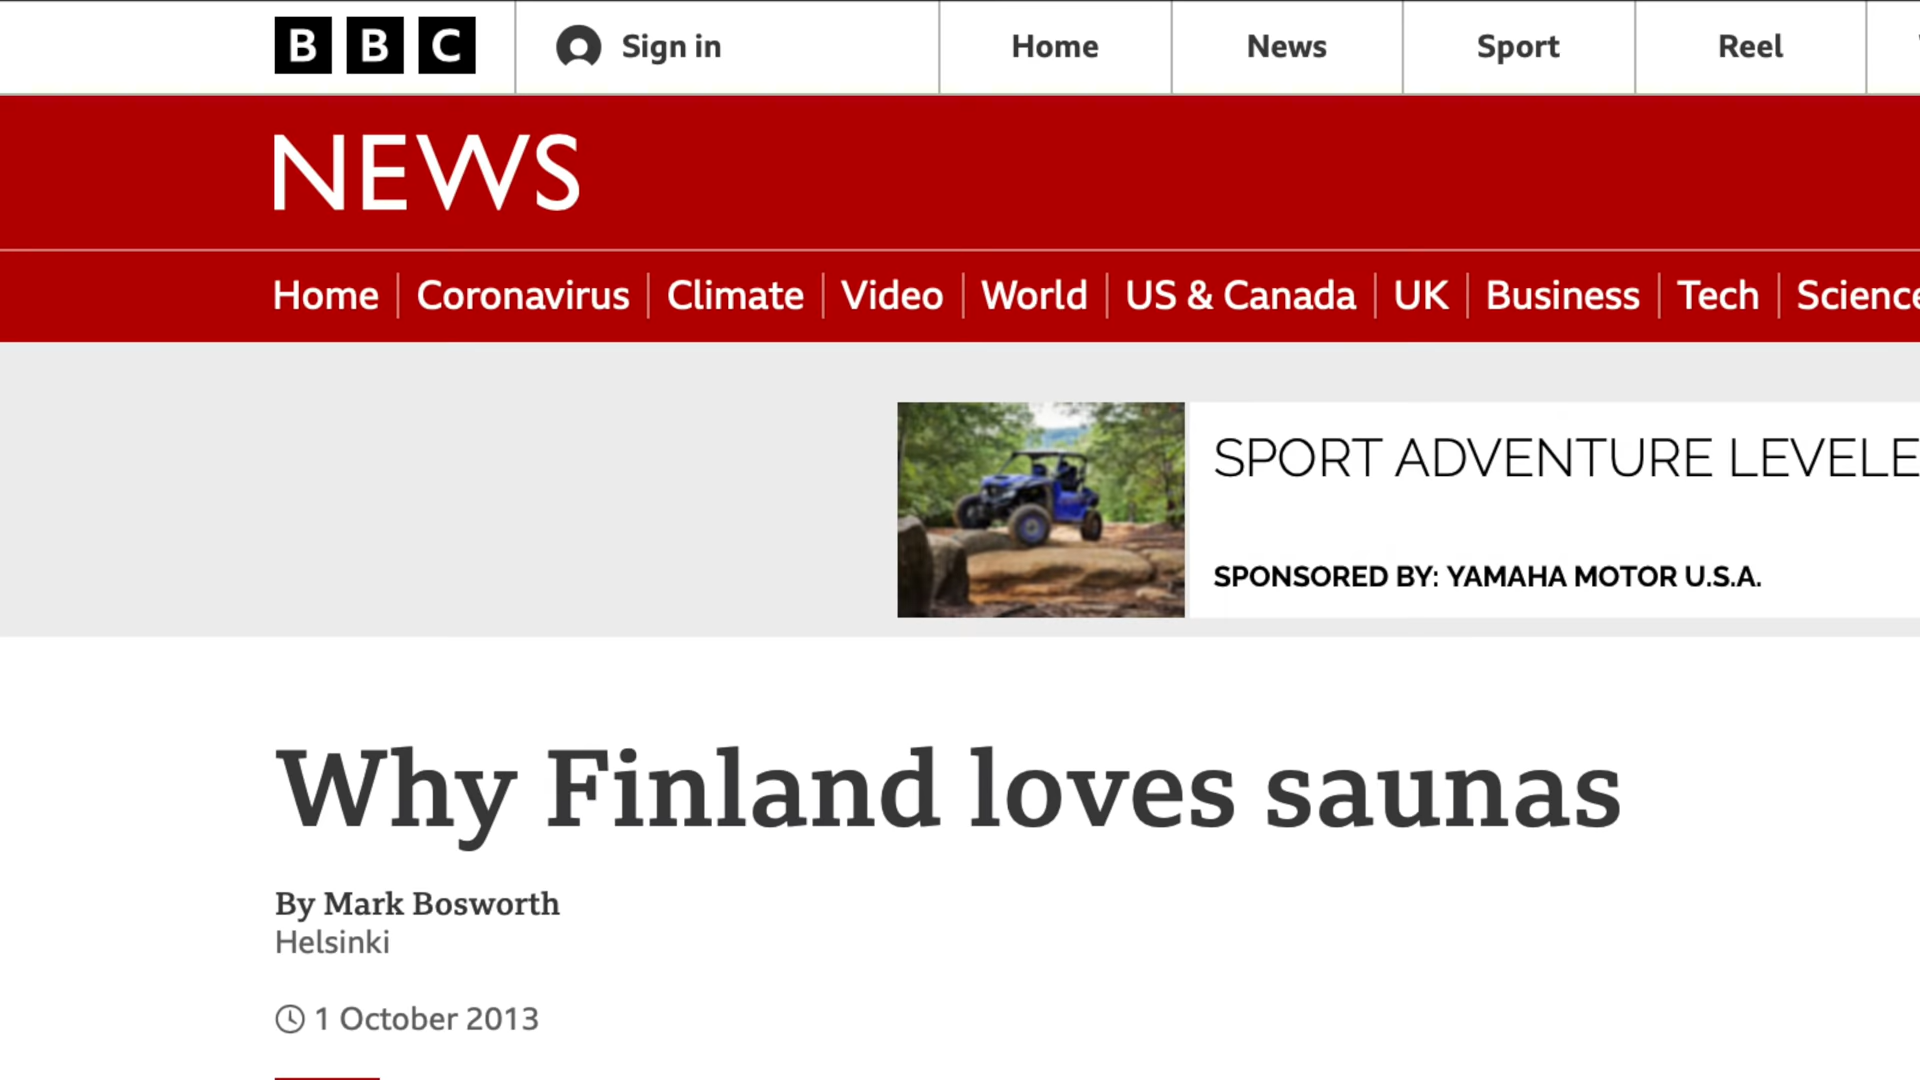 BBC
Sign in
Home
News
Sport
Reel
NEWS
Home
Coronavirus
Climate
Video
World
US & Canada
UK
Business
Tech
Science
SPORT ADVENTURE LEVELE
SPONSORED BY: YAMAHA MOTOR U.S.A.
Why Finland loves saunas
By Mark Bosworth
Helsinki
1 October 2013